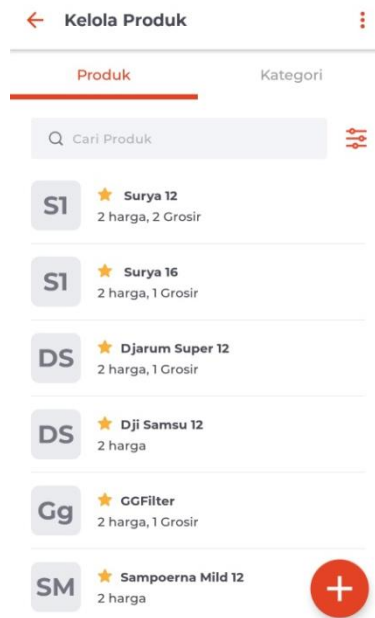 Kelola Produk
Produk Kategori
Cari Produk
S1 Surya 12
2 harga, 2 Grosir
S1 Surya 16
2 harga, 1 Grosir
DS Djarum Super 12
2 harga, 1 Grosir
DS Dji Samsu 12
2 harga
Gg GGFilter
2 harga, 1 Grosir
SM Sampoerna Mild 12
2 harga